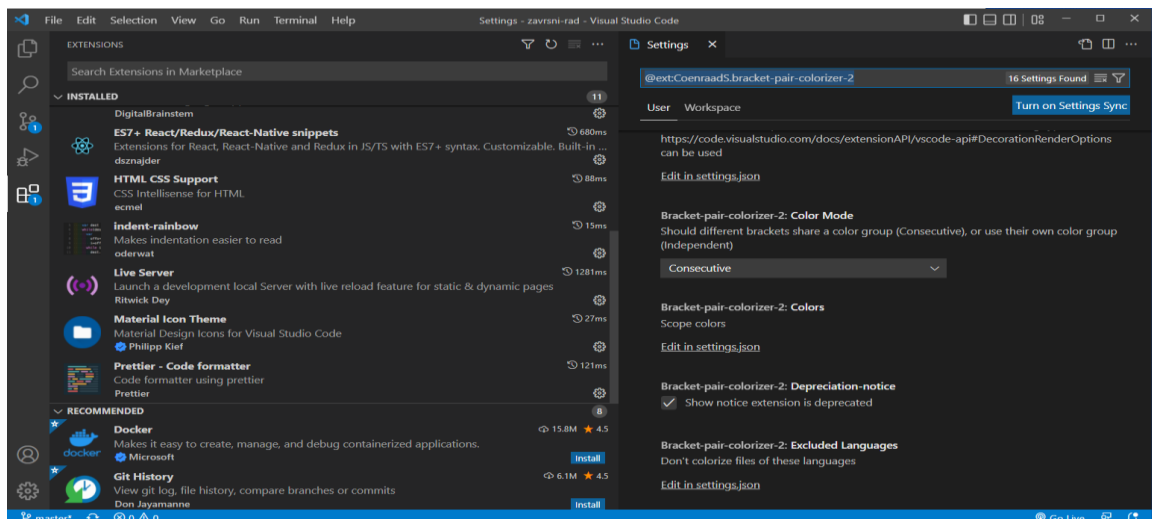 File Edit Selection View Go Run Terminal Help
Settings - zavrsni-rad - Visual Studio Code
EXTENSIONS
Search Extensions in Marketplace
INSTALLED 11
DigitalBrainstem
ES7+ React/Redux/React-Native snippets 680ms
Extensions for React, React-Native and Redux in JS/TS with ES7+ syntax. Customizable. Built-in ...
dsznajder
HTML CSS Support 88ms
CSS Intellisense for HTML
ecmel
indent-rainbow 15ms
Makes indentation easier to read
oderwat
Live Server 1281ms
Launch a development local Server with live reload feature for static & dynamic pages
Ritwick Dey
Material Icon Theme 27ms
Material Design Icons for Visual Studio Code
Philipp Kief
Prettier - Code formatter 121ms
Code formatter using prettier
Prettier
RECOMMENDED 8
Docker 15.8M 4.5
Makes it easy to create, manage, and debug containerized applications.
docker
Microsoft Install
Git History 6.1M 4.5
View git log, file history, compare branches or commits
Don Jayamanne Install
Settings
@ext:CoenraadS.bracket-pair-colorizer-2 16 Settings Found
User Workspace Turn on Settings Sync
https://code.visualstudio.com/docs/extensionAPI/vscode-api#DecorationRenderOptions
can be used
Edit in settings.json
Bracket-pair-colorizer-2: Color Mode
Should different brackets share a color group (Consecutive), or use their own color group
(Independent)
Consecutive
Bracket-pair-colorizer-2: Colors
Scope colors
Edit in settings.json
Bracket-pair-colorizer-2: Depreciation-notice
Show notice extension is deprecated
Bracket-pair-colorizer-2: Excluded Languages
Don't colorize files of these languages
Edit in settings.json
master* 0 0 Go Live